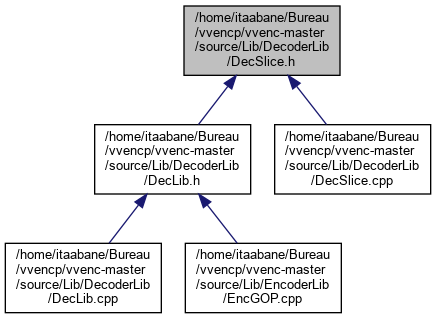 /home/itaabane/Bureau
/vvencp/vvenc-master
/source/Lib/DecoderLib
/DecSlice.h
/home/itaabane/Bureau
/vvencp/vvenc-master
/source/Lib/DecoderLib
/DecLib.h
/home/itaabane/Bureau
/vvencp/vvenc-master
/source/Lib/DecoderLib
/DecSlice.cpp
/home/itaabane/Bureau
/vvencp/vvenc-master
/source/Lib/DecoderLib
/DecLib.cpp
/home/itaabane/Bureau
/vvencp/vvenc-master
/source/Lib/EncoderLib
/EncGOP.cpp